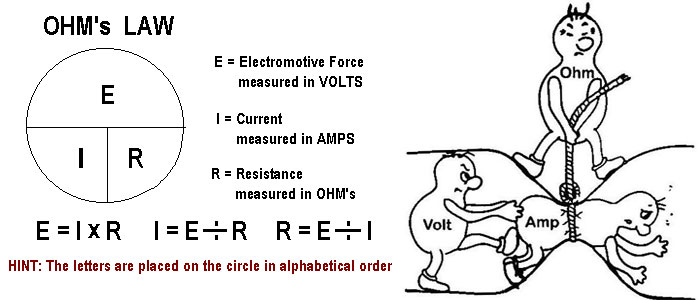 OHM's LAW
E
I R
E = Electromotive Force
measured in VOLTS
I = Current
measured in AMPS
R = Resistance
measured in OHM's
E = I x R I = E ÷ R R = E ÷ I
HINT: The letters are placed on the circle in alphabetical order
Ohm
Volt
Amp